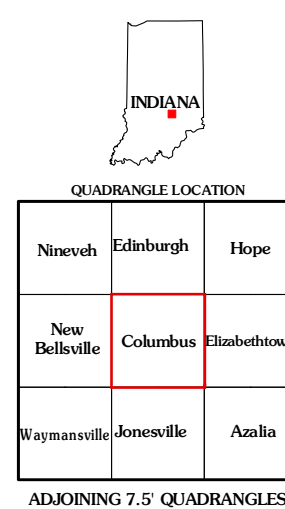 INDIANA
QUADRANGLE LOCATION
Nineveh Edinburgh Hope
New Bellsville Columbus Elizabethtow
Waymansville Jonesville Azalia
ADJOINING 7.5' QUADRANGLES